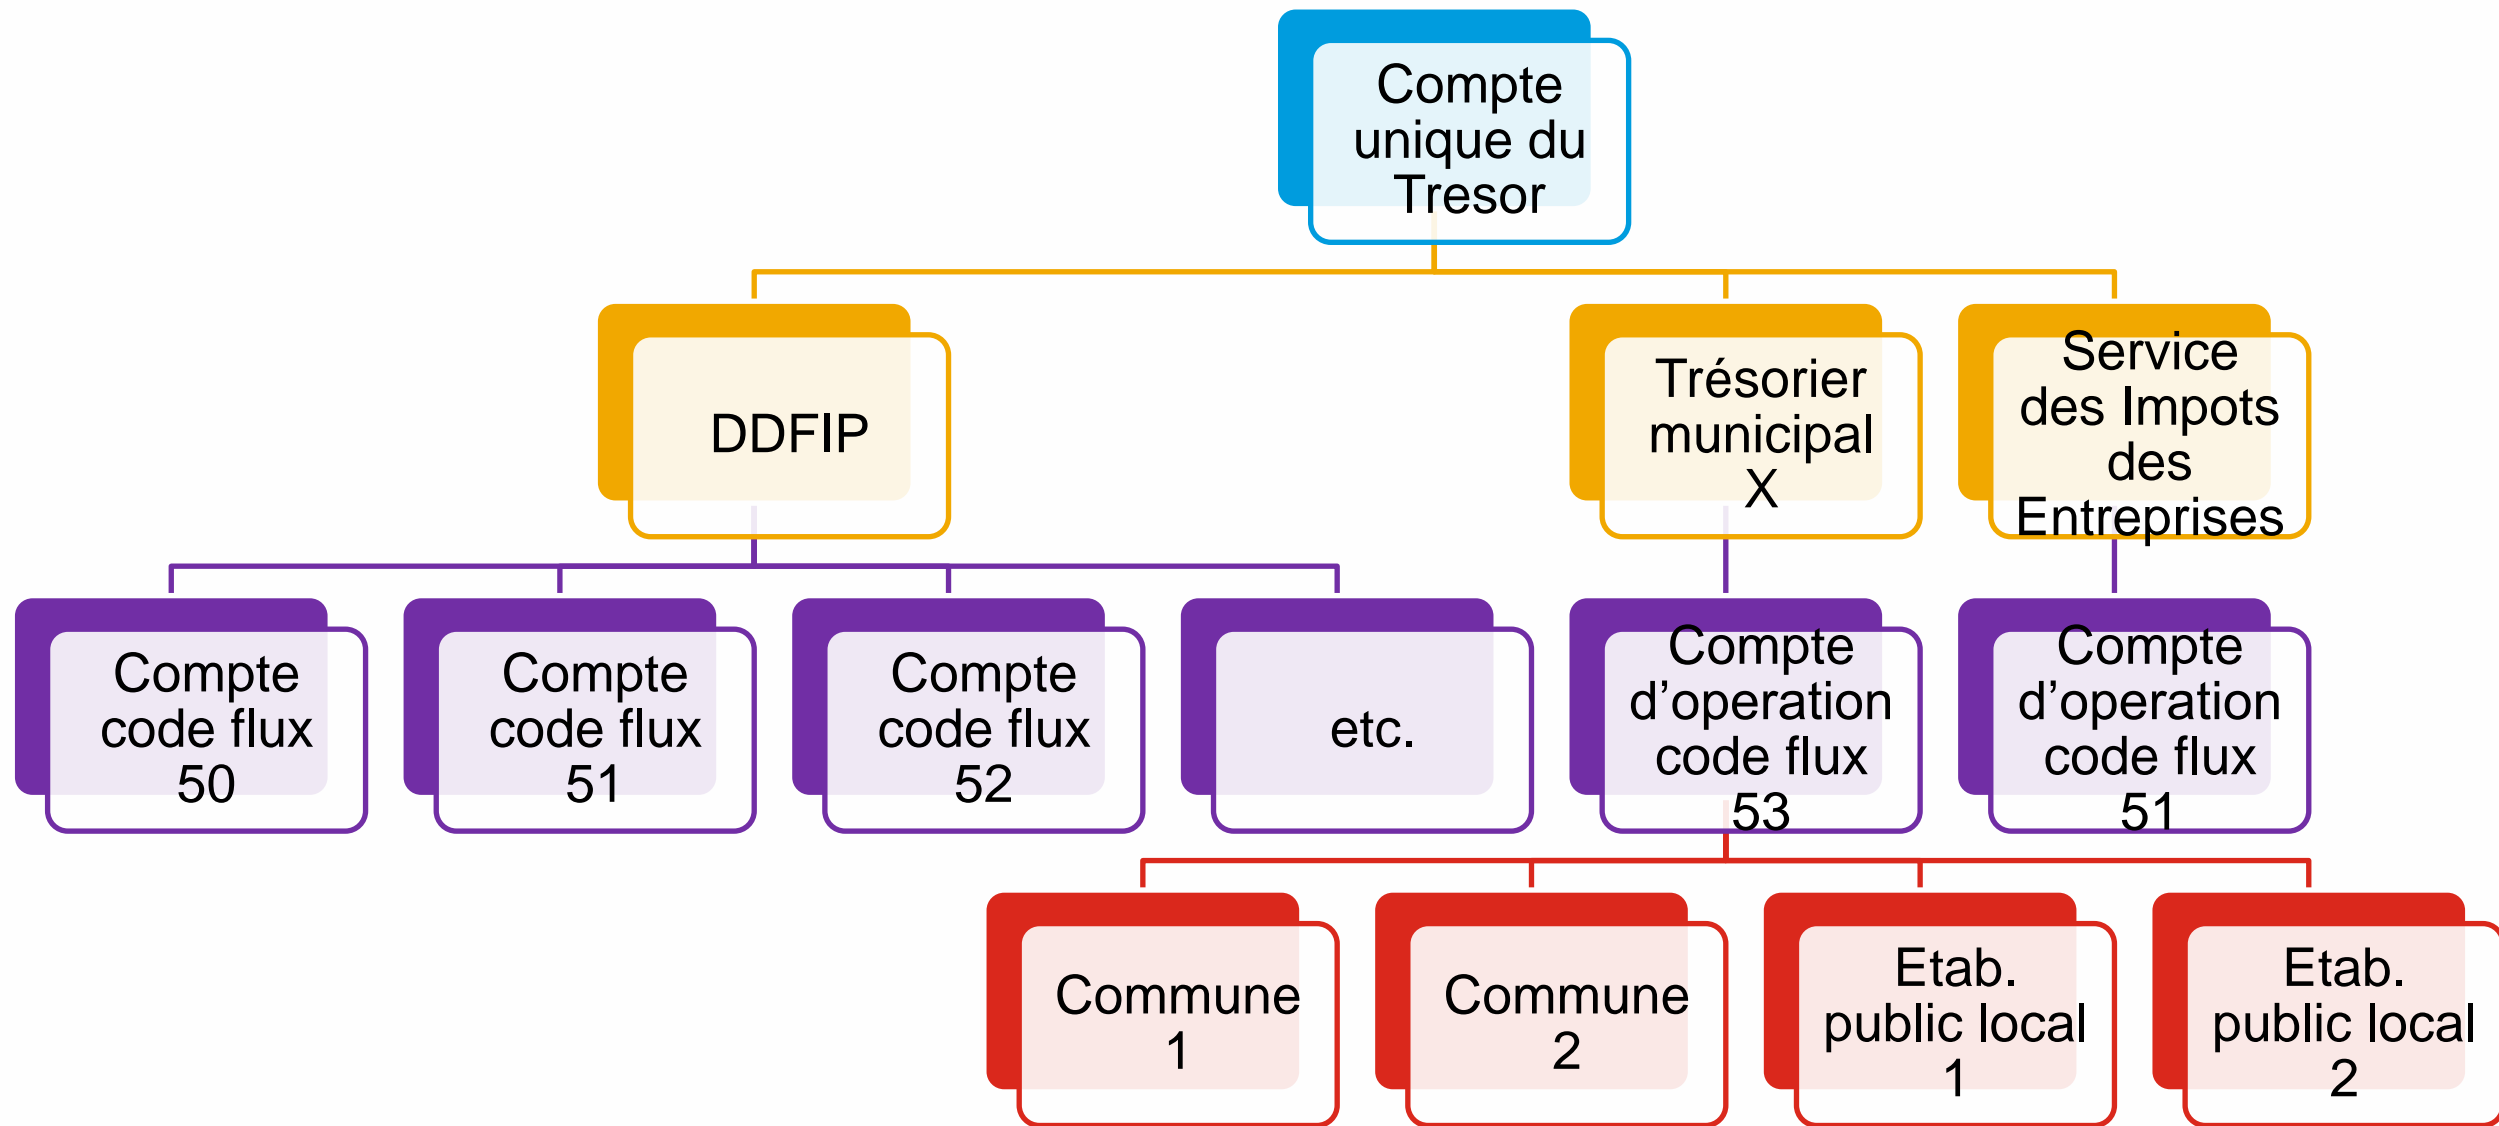 Compte
unique du
Tresor
DDFIP
Trésorier
municipal
X
Service
des Impots
des
Entreprises
Compte
code flux
50
Compte
code flux
51
Compte
code flux
52
etc.
Compte
d’operation
code flux
53
Compte
d’operation
code flux
51
Commune
1
Commune
2
Etab.
public local
1
Etab.
public local
2